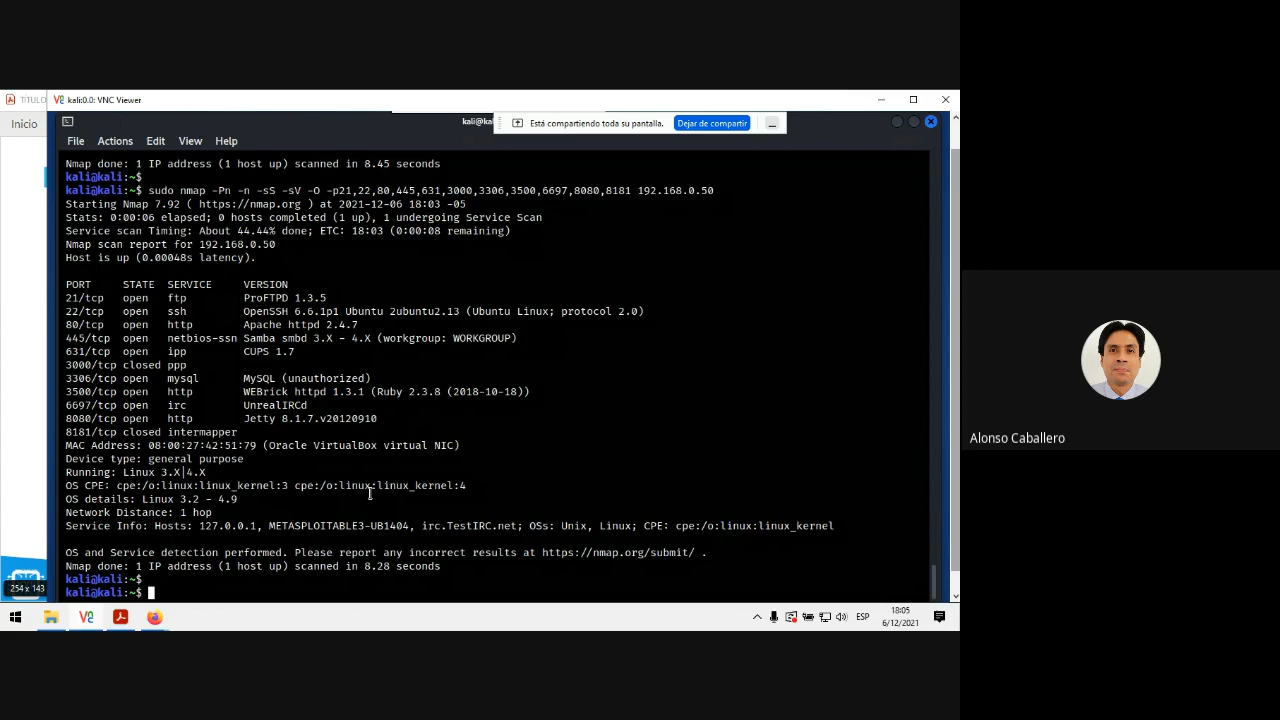 TITULO
kali:0.0: VNC Viewer
Inicio
kali@kal
Está compartiendo toda su pantalla.
Dejar de compartir
File Actions Edit View Help
Nmap done: 1 IP address (1 host up) scanned in 8.45 seconds
kali@kali:~$
kali@kali:~$ sudo nmap -Pn -n -sS -sV -O -p21,22,80,445,631,3000,3306,3500,6697,8080,8181 192.168.0.50
Starting Nmap 7.92 ( https://nmap.org ) at 2021-12-06 18:03 -05
Stats: 0:00:06 elapsed; 0 hosts completed (1 up), 1 undergoing Service Scan
Service scan Timing: About 44.44% done; ETC: 18:03 (0:00:08 remaining)
Nmap scan report for 192.168.0.50
Host is up (0.00048s latency).
PORT STATE SERVICE VERSION
21/tcp open ftp ProFTPD 1.3.5
22/tcp open ssh OpenSSH 6.6.1p1 Ubuntu 2ubuntu2.13 (Ubuntu Linux; protocol 2.0)
80/tcp open http Apache httpd 2.4.7
445/tcp open netbios-ssn Samba smbd 3.X - 4.X (workgroup: WORKGROUP)
631/tcp open ipp CUPS 1.7
3000/tcp closed ppp
3306/tcp open mysql MySQL (unauthorized)
3500/tcp open http WEBrick httpd 1.3.1 (Ruby 2.3.8 (2018-10-18))
6697/tcp open irc UnrealIRCd
8080/tcp open http Jetty 8.1.7.v20120910
8181/tcp closed intermapper
MAC Address: 08:00:27:42:51:79 (Oracle VirtualBox virtual NIC)
Device type: general purpose
Running: Linux 3.X|4.X
OS CPE: cpe:/o:linux:linux_kernel:3 cpe:/o:linux:linux_kernel:4
OS details: Linux 3.2 - 4.9
Network Distance: 1 hop
Service Info: Hosts: 127.0.0.1, METASPLOITABLE3-UB1404, irc.TestIRC.net; OSs: Unix, Linux; CPE: cpe:/o:linux:linux_kernel
OS and Service detection performed. Please report any incorrect results at https://nmap.org/submit/ .
Nmap done: 1 IP address (1 host up) scanned in 8.28 seconds
kali@kali:~$
kali@kali:~$
254 x 143
ESP
18:05
6/12/2021
Alonso Caballero